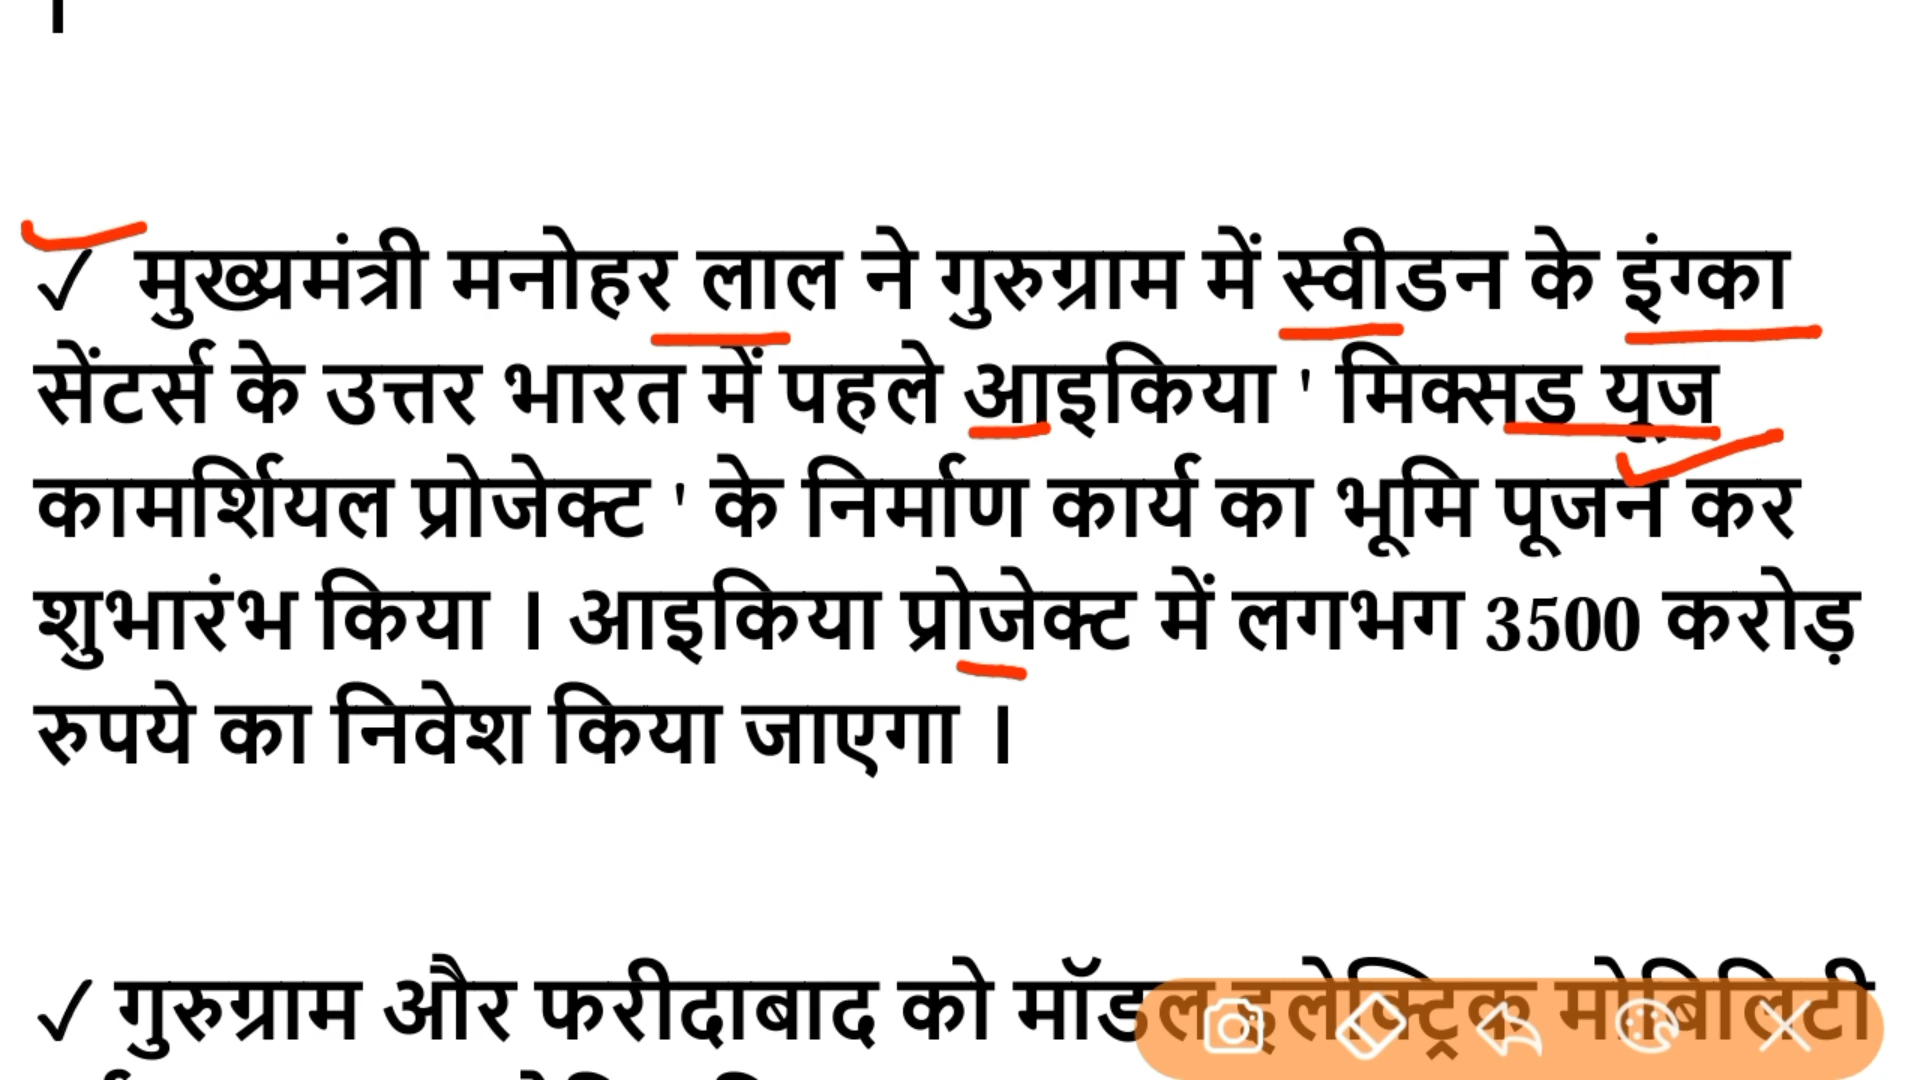 ।
✓ मुख्यमंत्री मनोहर लाल ने गुरुग्राम में स्वीडन के इंग्का
सेंटर्स के उत्तर भारत में पहले आइकिया ' मिक्सड यूज
कामर्शियल प्रोजेक्ट ' के निर्माण कार्य का भूमि पूजन कर
शुभारंभ किया । आइकिया प्रोजेक्ट में लगभग 3500 करोड़
रुपये का निवेश किया जाएगा ।
✓ गुरुग्राम और फरीदाबाद को मॉडल इलेक्ट्रिक मोबिलिटी